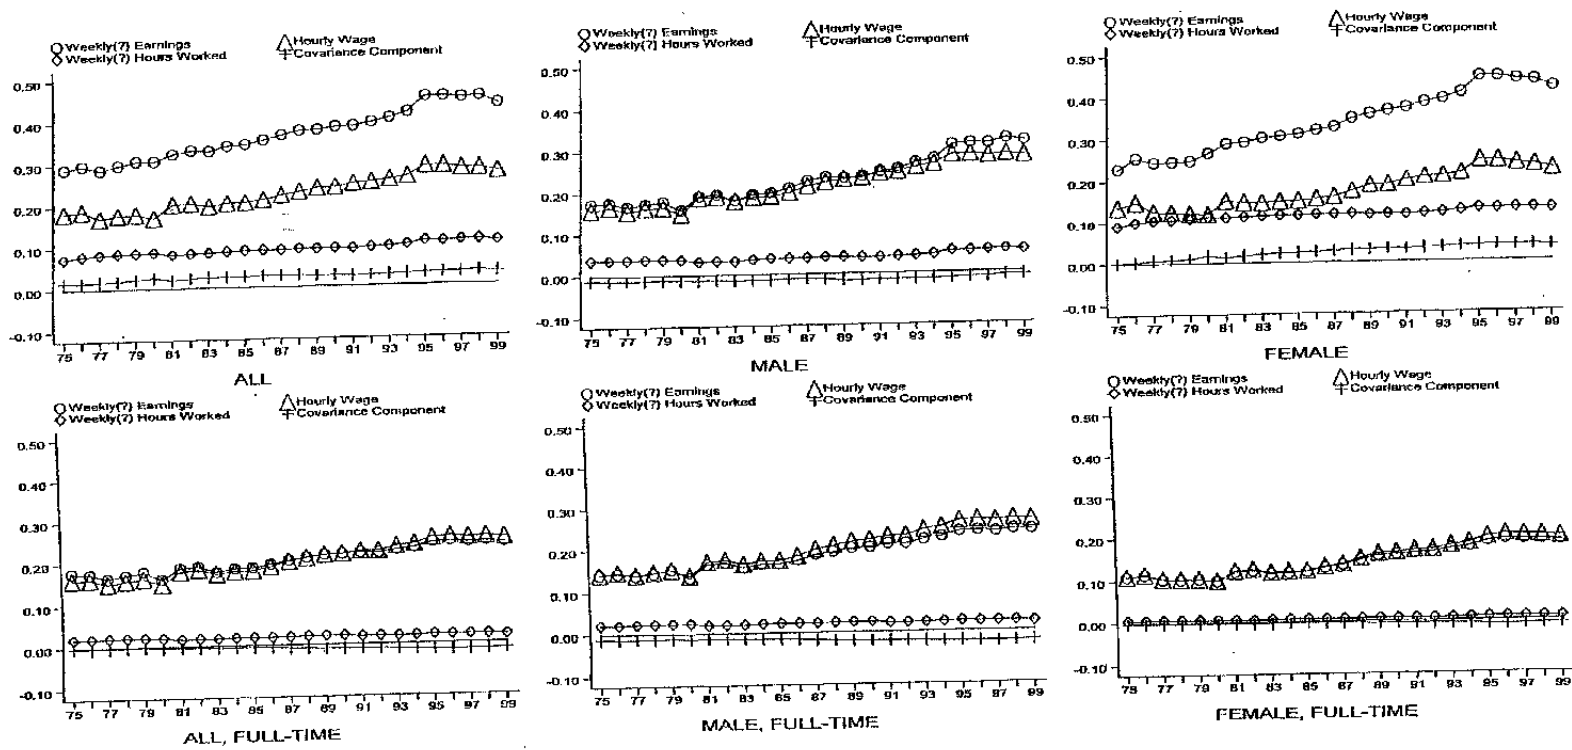 Weekly(?) Earnings Hourly Wage
Weekly(?) Hours Worked Covariance Component
0.50
0.40
0.30
0.20
0.10
0.00
-0.10
75 77 79 81 83 85 87 89 91 93 95 97 99
ALL
Weekly(?) Earnings Hourly Wage
Weekly(?) Hours Worked Covariance Component
0.50
0.40
0.30
0.20
0.10
0.00
-0.10
75 77 79 81 83 85 87 89 91 93 95 97 99
MALE
Weekly(?) Earnings Hourly Wage
Weekly(?) Hours Worked Covariance Component
0.50
0.40
0.30
0.20
0.10
0.00
-0.10
75 77 79 81 83 85 87 89 91 93 95 97 99
FEMALE
Weekly(?) Earnings Hourly Wage
Weekly(?) Hours Worked Covariance Component
0.50
0.40
0.30
0.20
0.10
0.03
-0.10
75 77 79 81 83 85 87 89 91 93 95 97 99
ALL, FULL-TIME
Weekly(?) Earnings Hourly Wage
Weekly(?) Hours Worked Covariance Component
0.50
0.40
0.30
0.20
0.10
0.00
-0.10
75 77 79 81 83 85 87 89 91 93 95 97 99
MALE, FULL-TIME
Weekly(?) Earnings Hourly Wage
Weekly(?) Hours Worked Covariance Component
0.50
0.40
0.30
0.20
0.10
0.00
-0.10
75 77 79 81 83 85 87 89 91 93 95 97 99
FEMALE, FULL-TIME